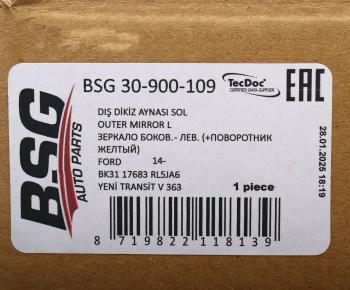 BSG 30-900-109
TecDoc
CERTIFIED DATA SUPPLIER
EAC
BSG
AUTO PARTS
DIŞ DİKİZ AYNASI SOL
OUTER MIRROR L
ЗЕРКАЛО БОКОВ.- ЛЕВ. (+ПОВОРОТНИК
ЖЕЛТЫЙ)
FORD 14-
BK31 17683 RL5JA6
YENİ TRANSIT V 363
1 piece
28.01.2025 18:19
8 719822 118139